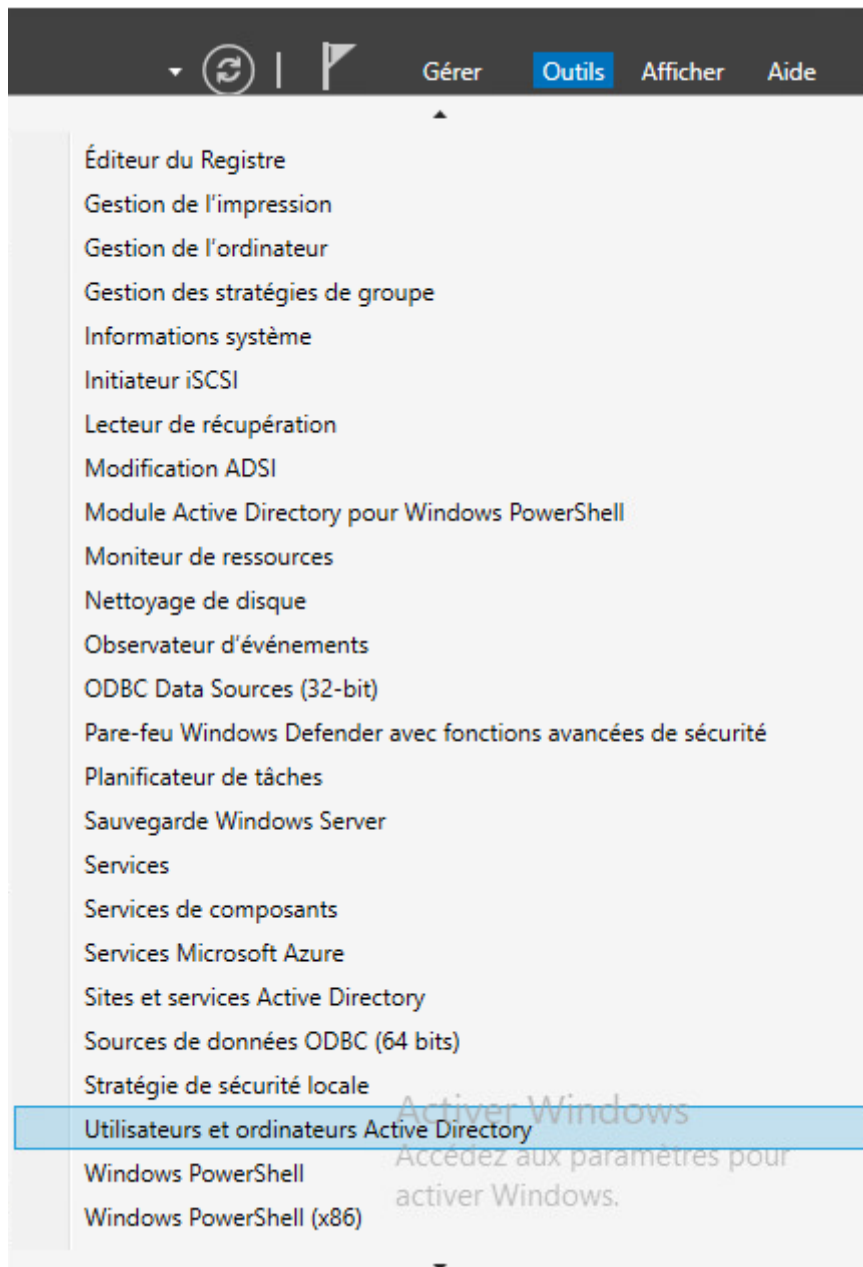 Gérer Outils Afficher Aide
Éditeur du Registre
Gestion de l'impression
Gestion de l'ordinateur
Gestion des stratégies de groupe
Informations système
Initiateur iSCSI
Lecteur de récupération
Modification ADSI
Module Active Directory pour Windows PowerShell
Moniteur de ressources
Nettoyage de disque
Observateur d'événements
ODBC Data Sources (32-bit)
Pare-feu Windows Defender avec fonctions avancées de sécurité
Planificateur de tâches
Sauvegarde Windows Server
Services
Services de composants
Services Microsoft Azure
Sites et services Active Directory
Sources de données ODBC (64 bits)
Stratégie de sécurité locale
Utilisateurs et ordinateurs Active Directory
Windows PowerShell
Windows PowerShell (x86)
Activer Windows
Accédez aux paramètres pour
activer Windows.